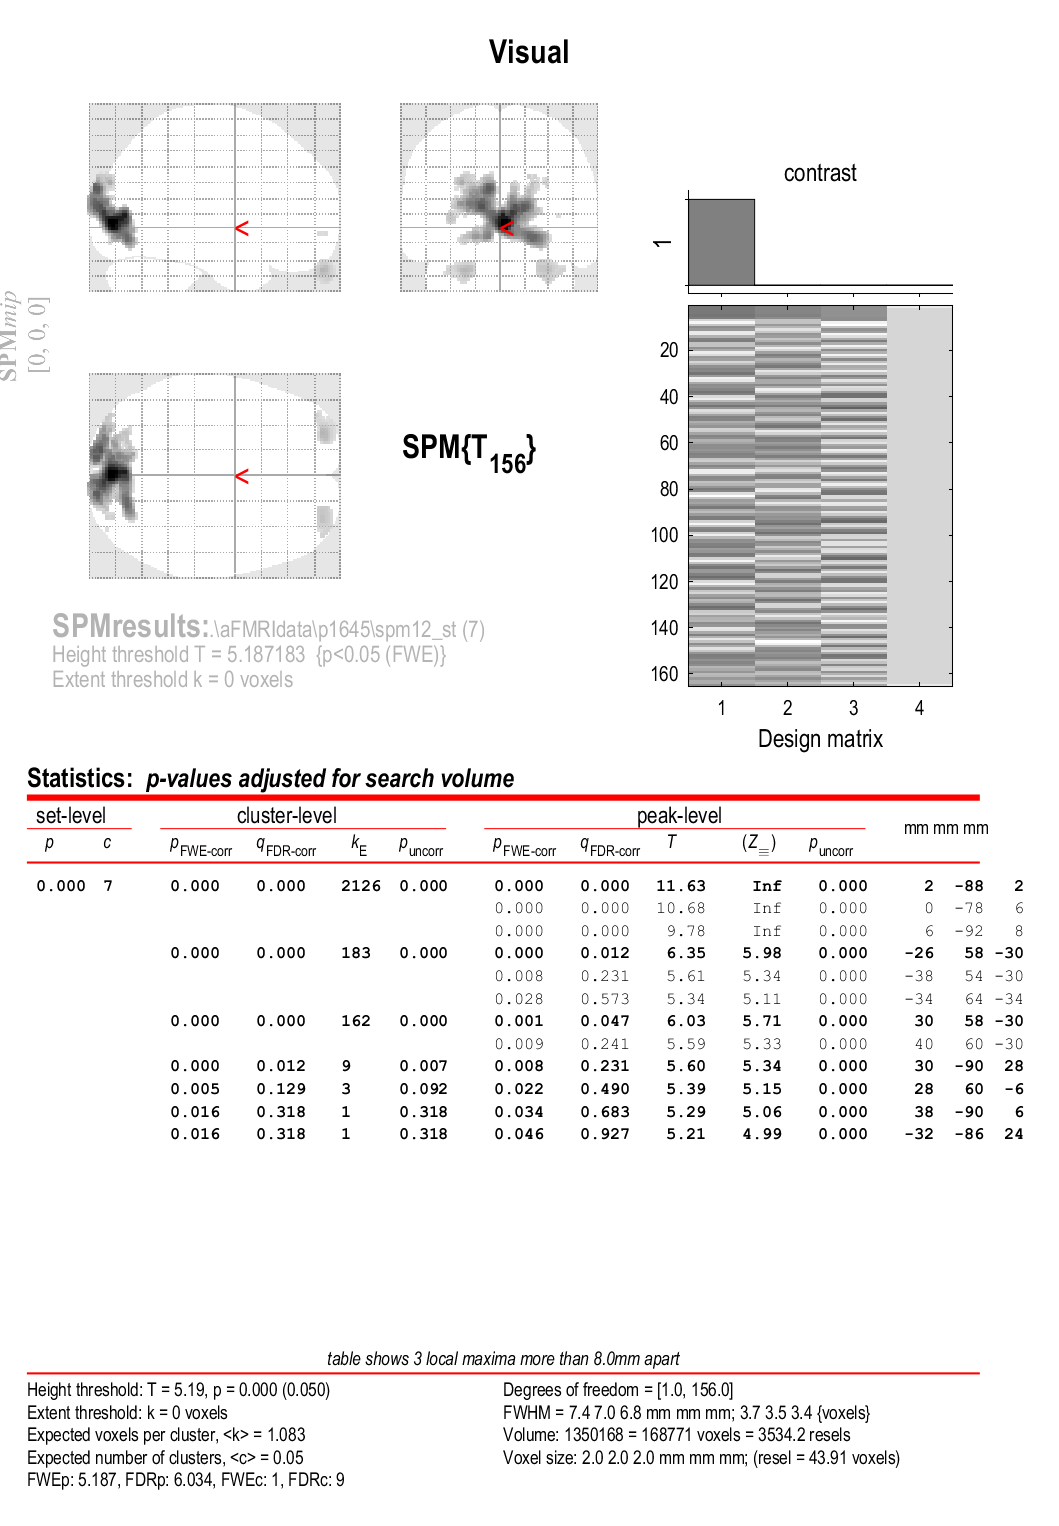 Visual
SPMmip
[0, 0, 0]
<
<
<
SPM{T156}
contrast
1
20
40
60
80
100
120
140
160
1 2 3 4
Design matrix
SPMresults:.\aFMRIdata\p1645\spm12_st (7)
Height threshold T = 5.187183 {p<0.05 (FWE)}
Extent threshold k = 0 voxels
Statistics: p-values adjusted for search volume
set-level cluster-level peak-level mm mm mm
p c pFWE-corr qFDR-corr kE puncorr pFWE-corr qFDR-corr T (Z≡) puncorr
0.000 7 0.000 0.000 2126 0.000 0.000 0.000 11.63 Inf 0.000 2 -88 2
0.000 0.000 10.68 Inf 0.000 0 -78 6
0.000 0.000 9.78 Inf 0.000 6 -92 8
0.000 0.000 183 0.000 0.000 0.012 6.35 5.98 0.000 -26 58 -30
0.008 0.231 5.61 5.34 0.000 -38 54 -30
0.028 0.573 5.34 5.11 0.000 -34 64 -34
0.000 0.000 162 0.000 0.001 0.047 6.03 5.71 0.000 30 58 -30
0.009 0.241 5.59 5.33 0.000 40 60 -30
0.000 0.012 9 0.007 0.008 0.231 5.60 5.34 0.000 30 -90 28
0.005 0.129 3 0.092 0.022 0.490 5.39 5.15 0.000 28 60 -6
0.016 0.318 1 0.318 0.034 0.683 5.29 5.06 0.000 38 -90 6
0.016 0.318 1 0.318 0.046 0.927 5.21 4.99 0.000 -32 -86 24
table shows 3 local maxima more than 8.0mm apart
Height threshold: T = 5.19, p = 0.000 (0.050)
Extent threshold: k = 0 voxels
Expected voxels per cluster, <k> = 1.083
Expected number of clusters, <c> = 0.05
FWEp: 5.187, FDRp: 6.034, FWEc: 1, FDRc: 9
Degrees of freedom = [1.0, 156.0]
FWHM = 7.4 7.0 6.8 mm mm mm; 3.7 3.5 3.4 {voxels}
Volume: 1350168 = 168771 voxels = 3534.2 resels
Voxel size: 2.0 2.0 2.0 mm mm mm; (resel = 43.91 voxels)